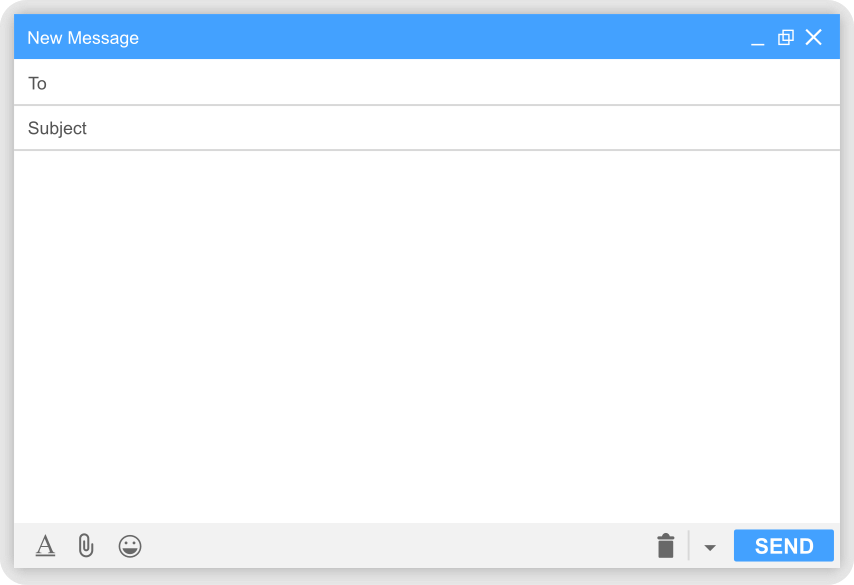 New Message
To
Subject
A
SEND